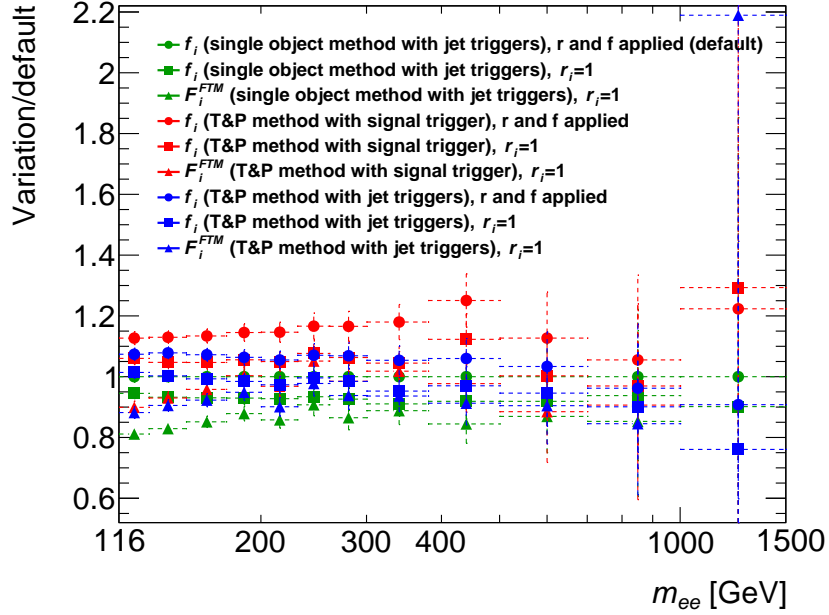 Variation/default
2.2
2
1.8
1.6
1.4
1.2
1
0.8
0.6
f_i (single object method with jet triggers), r and f applied (default)
f_i (single object method with jet triggers), r_i=1
F_i^FTM (single object method with jet triggers), r_i=1
f_i (T&P method with signal trigger), r and f applied
f_i (T&P method with signal trigger), r_i=1
F_i^FTM (T&P method with signal trigger), r_i=1
f_i (T&P method with jet triggers), r and f applied
f_i (T&P method with jet triggers), r_i=1
F_i^FTM (T&P method with jet triggers), r_i=1
116 200 300 400 1000 1500
m_ee [GeV]